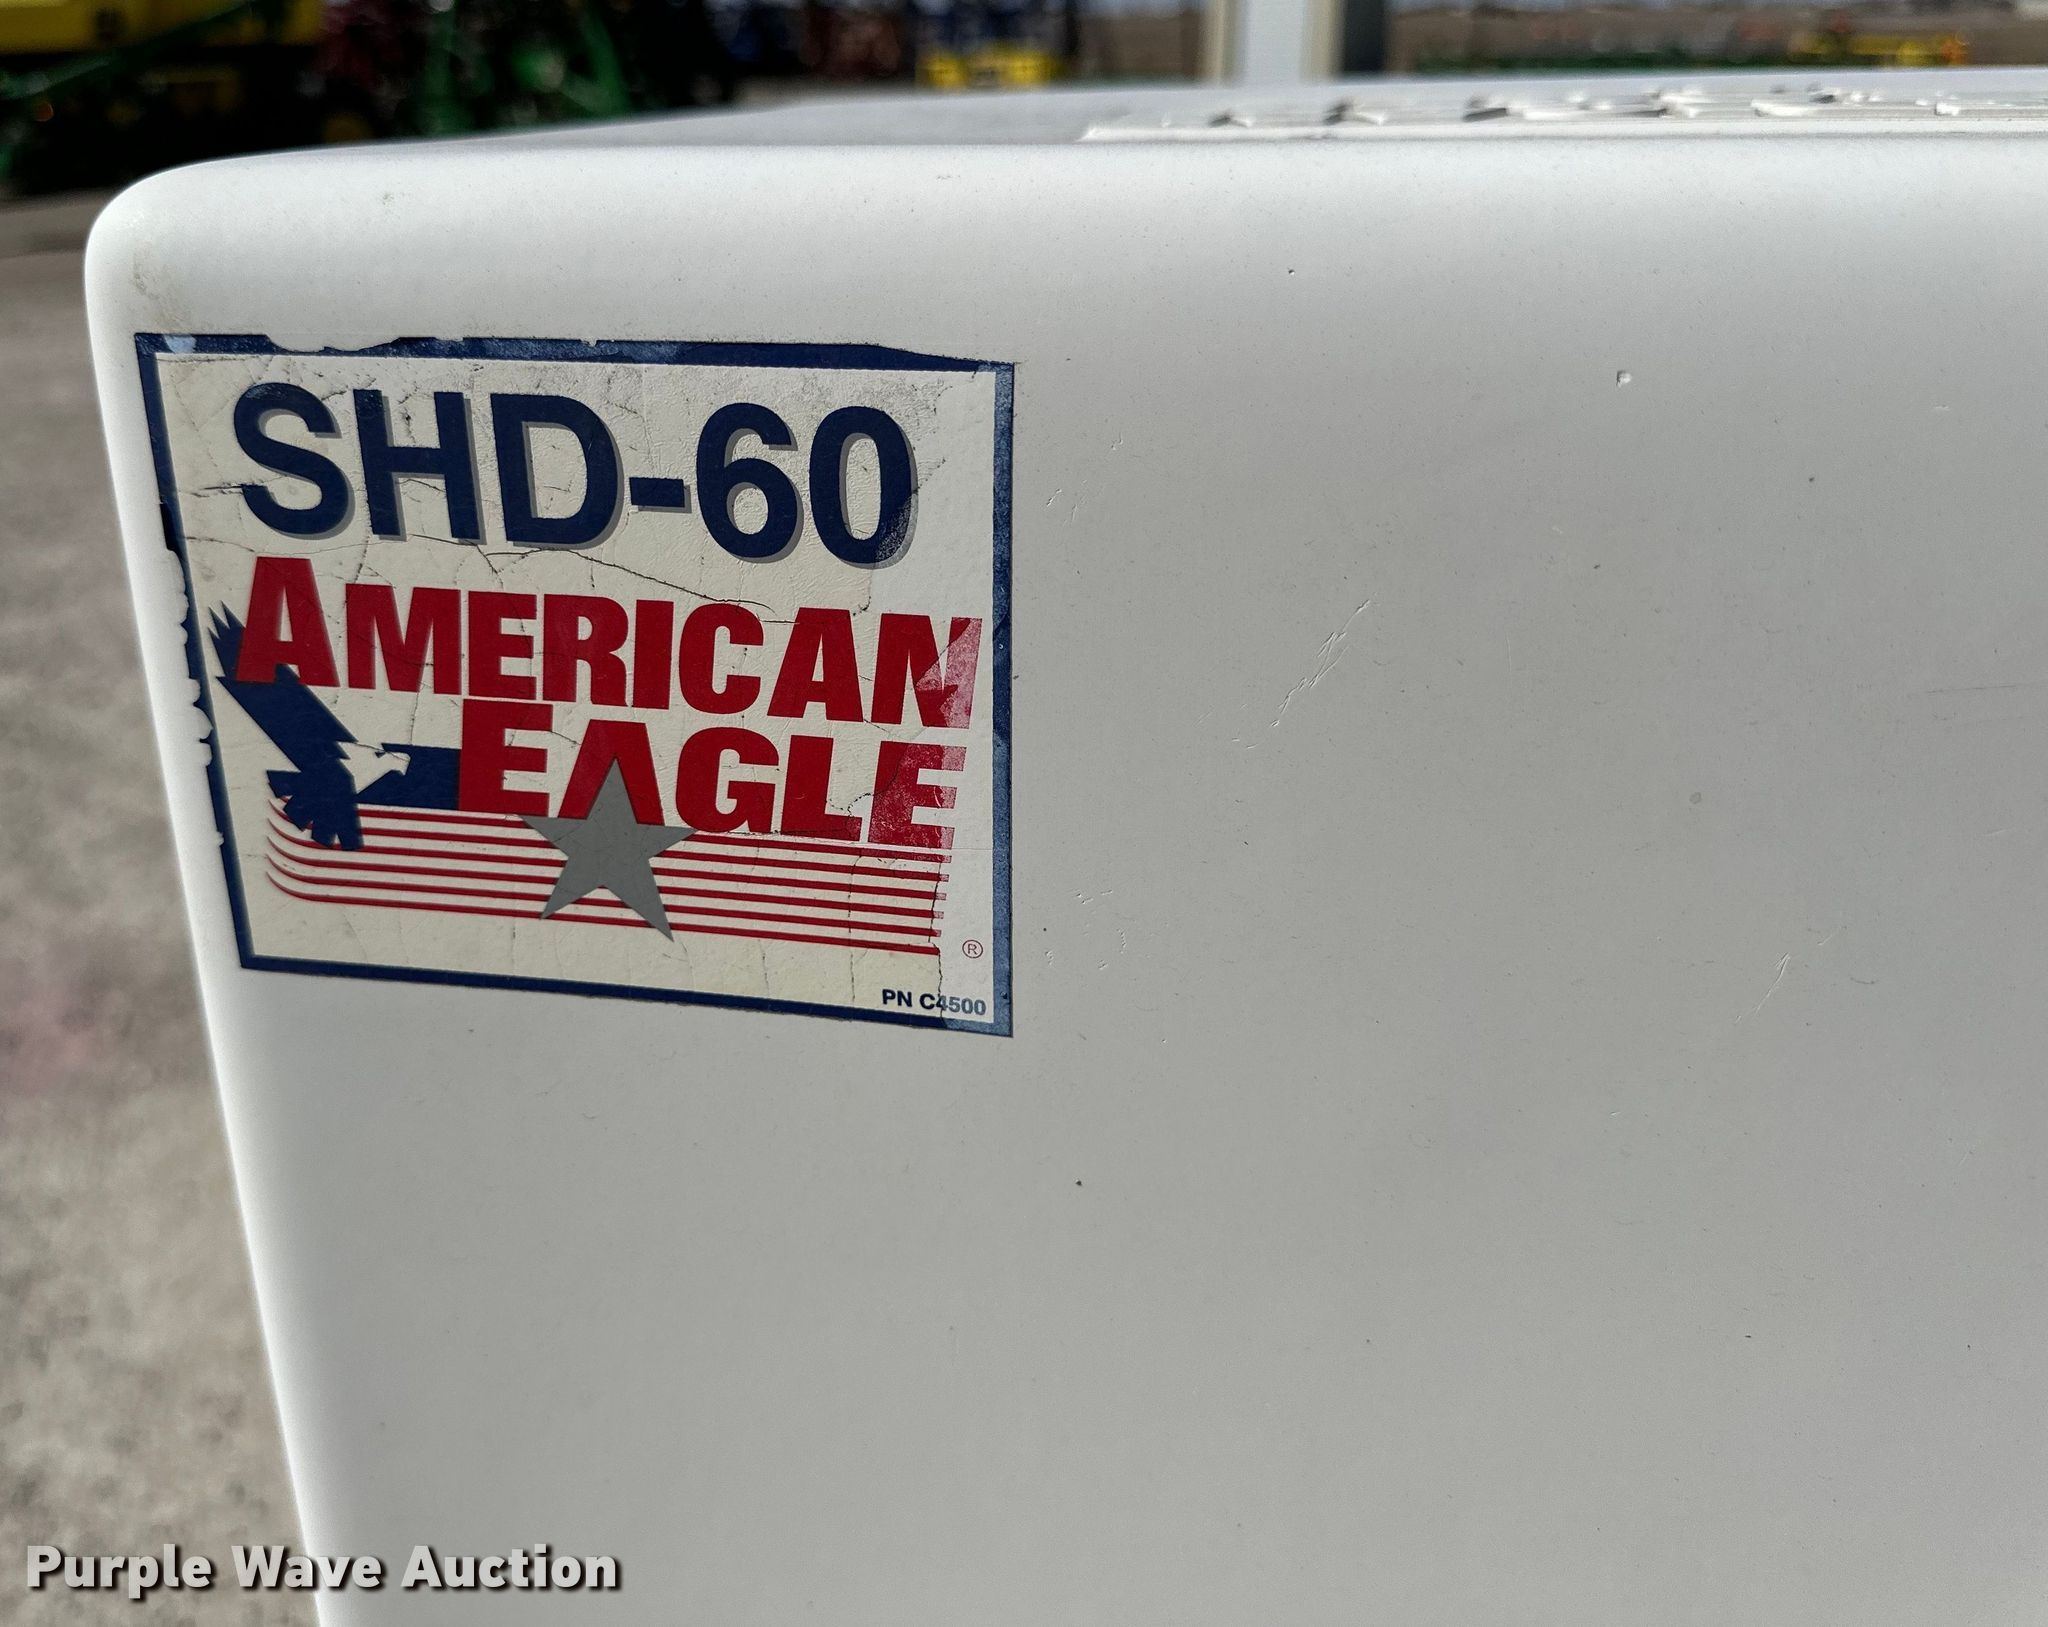 SHD-60
AMERICAN
EAGLE
®
PN C4500
Purple Wave Auction